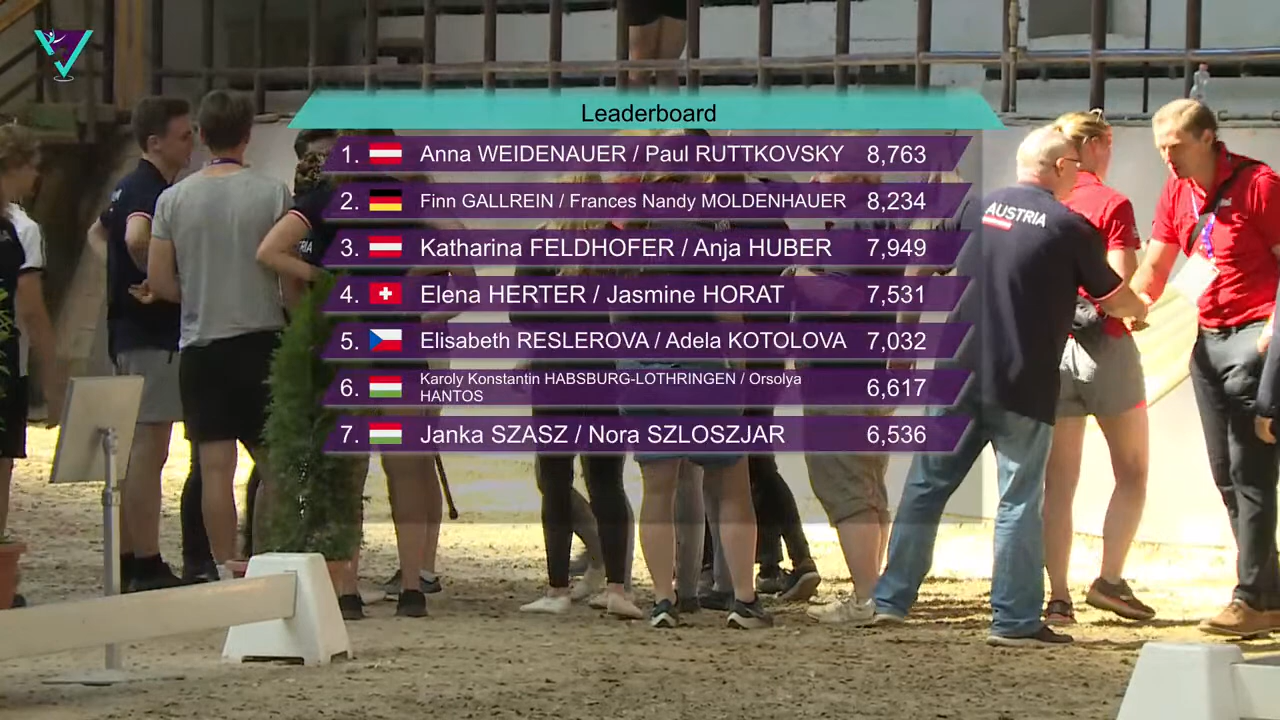 Leaderboard
1. Anna WEIDENAUER / Paul RUTTKOVSKY 8,763
2. Finn GALLREIN / Frances Nandy MOLDENHAUER 8,234
3. Katharina FELDHOFER / Anja HUBER 7,949
4. Elena HERTER / Jasmine HORAT 7,531
5. Elisabeth RESLEROVA / Adela KOTOLOVA 7,032
6. Karoly Konstantin HABSBURG-LOTHRINGEN / Orsolya
HANTOS 6,617
7. Janka SZASZ / Nora SZLOSZJAR 6,536
AUSTRIA